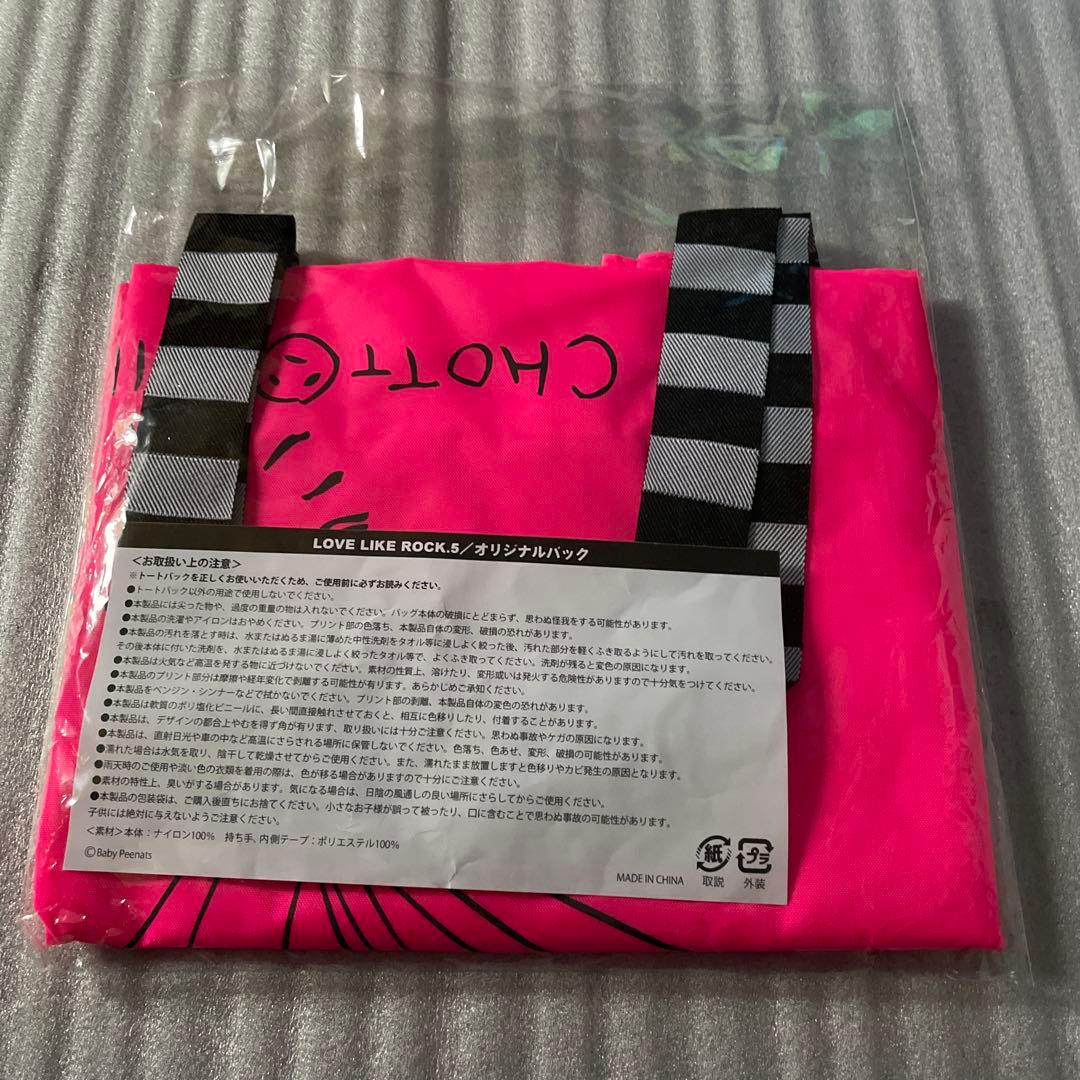 CHOTT
LOVE LIKE ROCK.5／オリジナルバック
＜お取扱い上の注意＞
※トートバックを正しくお使いいただくため、ご使用前に必ずお読みください。
●トートバック以外の用途で使用しないでください。
●本製品には尖った物や、過度の重量の物は入れないでください。バッグ本体の破損にとどまらず、思わぬ怪我をする可能性があります。
●本製品の洗濯やアイロンはおやめください。プリント部の色落ち、本製品自体の変形、破損の恐れがあります。
●本製品の汚れを落とす時は、水またはぬるま湯に薄めた中性洗剤をタオル等に浸しよく絞った後、汚れた部分を軽くふき取るようにして汚れを取ってください。
その後本体に付いた洗剤を、水またはぬるま湯に浸しよく絞ったタオル等で、よくふき取ってください。洗剤が残ると変色の原因になります。
●本製品は火気など高温を発する物に近づけないでください。素材の性質上、溶けたり、変形或いは発火する危険性がありますので十分気をつけてください。
●本製品のプリント部分は摩擦や経年変化で剥離する可能性が有ります。あらかじめご承知ください。
●本製品をベンジン・シンナーなどで拭かないでください。プリント部の剥離、本製品自体の変色の恐れがあります。
●本製品は軟質のポリ塩化ビニールに、長い間直接触れさせておくと、相互に色移りしたり、付着することがあります。
●本製品は、デザインの都合上やむを得ず角が有ります、取り扱いには十分ご注意ください。思わぬ事故やケガの原因になります。
●本製品は、直射日光や車の中など高温にさらされる場所に保管しないでください。色落ち、色あせ、変形、破損の可能性があります。
●濡れた場合は水気を取り、陰干しで乾燥させてからご使用ください。また、濡れたまま放置しますと色移りやカビ発生の原因となります。
●雨天時のご使用や淡い色の衣類を着用の際は、色が移る場合がありますので十分にご注意ください。
●素材の特性上、臭いがする場合があります。気になる場合は、日陰の風通しの良い場所にさらしてからご使用ください。
●本製品の包装袋は、ご購入後直ちにお捨てください。小さなお子様が誤って被ったり、口に含むことで思わぬ事故の可能性があります。
子供には絶対に与えないようご注意ください。
＜素材＞本体：ナイロン100%　持ち手、内側テープ：ポリエステル100%
©Baby Peenats
MADE IN CHINA
紙
取説
プラ
外装